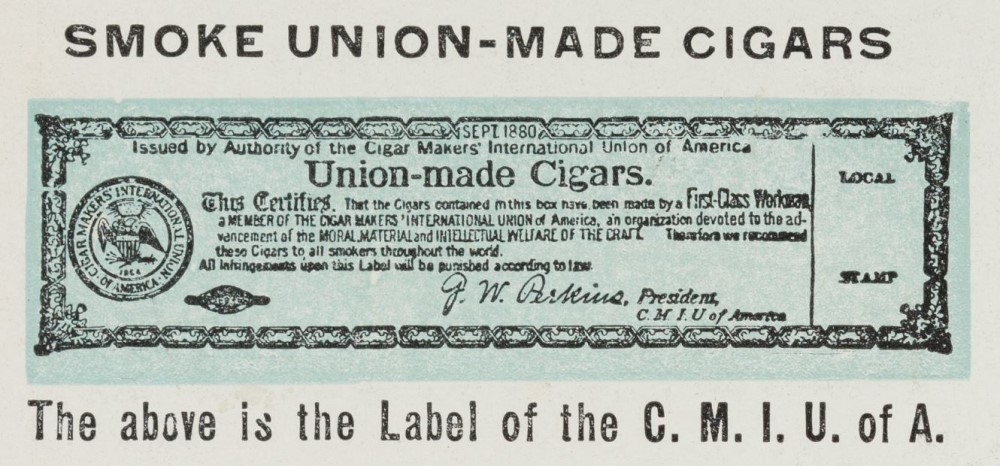 SMOKE UNION-MADE CIGARS
SEPT. 1880
Issued by Authority of the Cigar Makers' International Union of America
Union-made Cigars.
This Certifies. That the Cigars contained in this box have been made by a First-Class Workman,
a MEMBER OF THE CIGAR MAKERS' INTERNATIONAL UNION of America, an organization devoted to the ad-
vancement of the MORAL, MATERIAL and INTELLECTUAL WELFARE OF THE CRAFT. Therefore we recommend
these Cigars to all smokers throughout the world.
All Infringements upon this Label will be punished according to law.
G. W. Perkins, President,
C. M. I. U of America
CIGAR MAKERS' INTERNATIONAL UNION
OF AMERICA
1864
LOCAL
STAMP
The above is the Label of the C. M. I. U. of A.